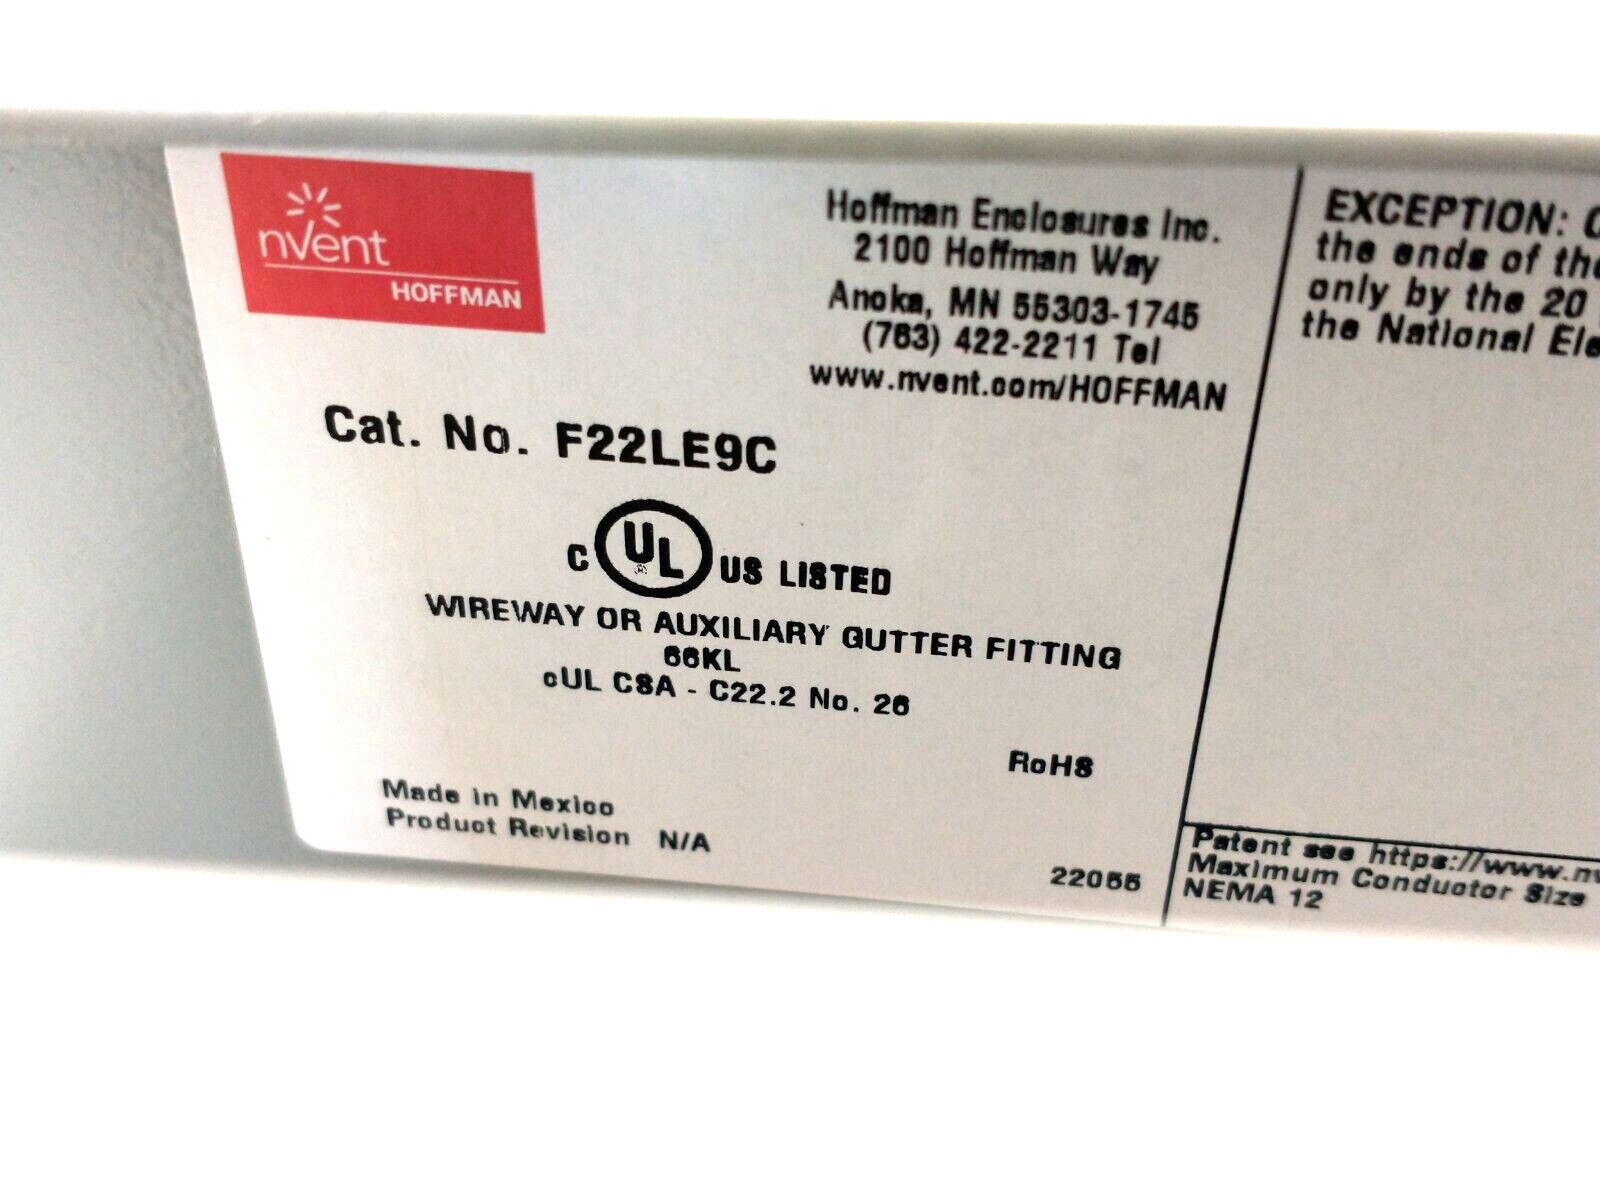 nvent
HOFFMAN
Hoffman Enclosures Inc.
2100 Hoffman Way
Anoka, MN 55303-1745
(763) 422-2211 Tel
www.nvent.com/HOFFMAN
Cat. No. F22LE9C
C UL ® US LISTED
WIREWAY OR AUXILIARY GUTTER FITTING
66KL
cUL CSA - C22.2 No. 26
RoHS
Made in Mexico
Product Revision N/A
22055
EXCEPTION:
the ends of
only by the 20
the National
Patent see
Maximum Conductor Size
NEMA 12